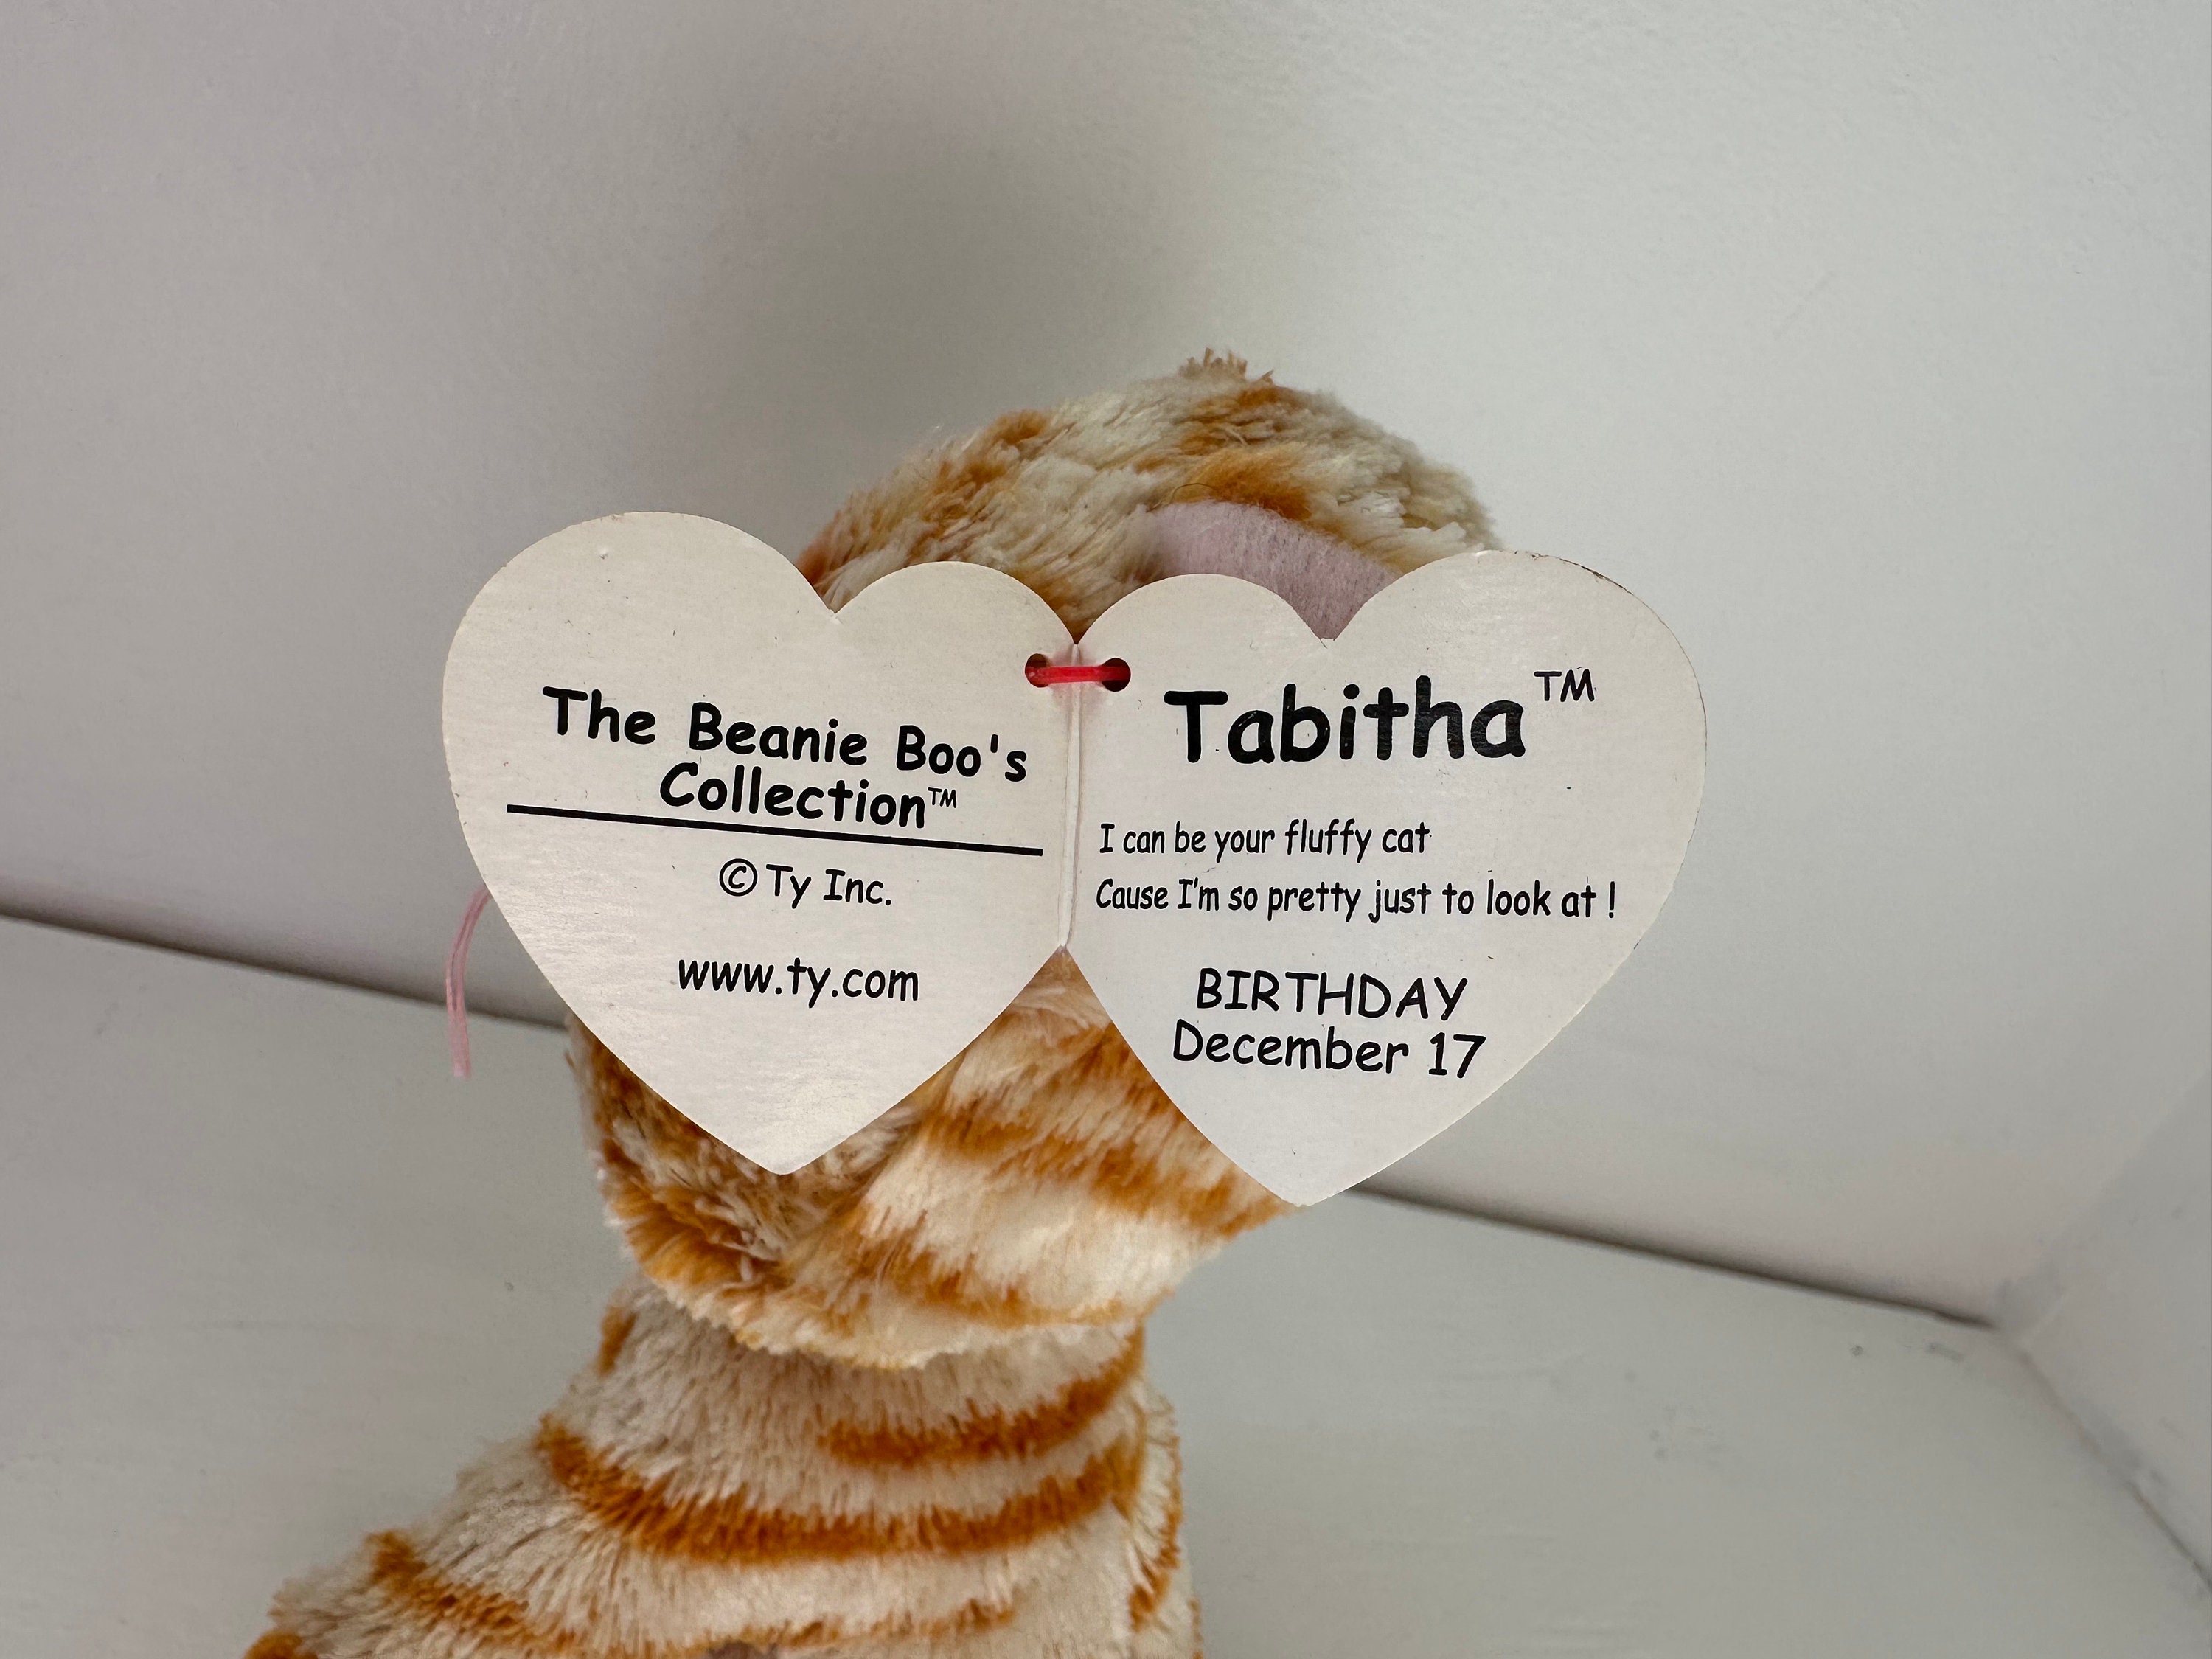 The Beanie Boo's
Collection™
© Ty Inc.
www.ty.com
Tabitha™
I can be your fluffy cat
Cause I'm so pretty just to look at !
BIRTHDAY
December 17